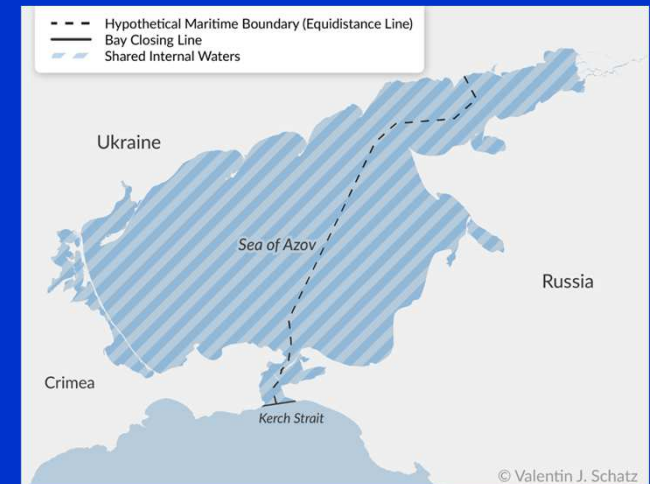 Hypothetical Maritime Boundary (Equidistance Line)
Bay Closing Line
Shared Internal Waters
Ukraine
Sea of Azov
Russia
Crimea
Kerch Strait
© Valentin J. Schatz